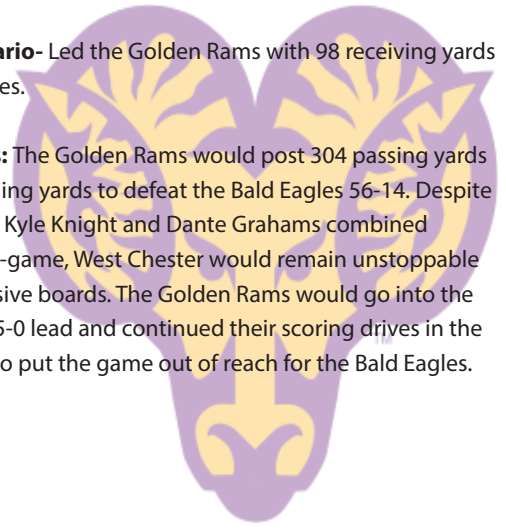 ario- Led the Golden Rams with 98 receiving yards
es.
s: The Golden Rams would post 304 passing yards
ing yards to defeat the Bald Eagles 56-14. Despite
Kyle Knight and Dante Grahams combined
-game, West Chester would remain unstoppable
sive boards. The Golden Rams would go into the
5-0 lead and continued their scoring drives in the
o put the game out of reach for the Bald Eagles.
TM